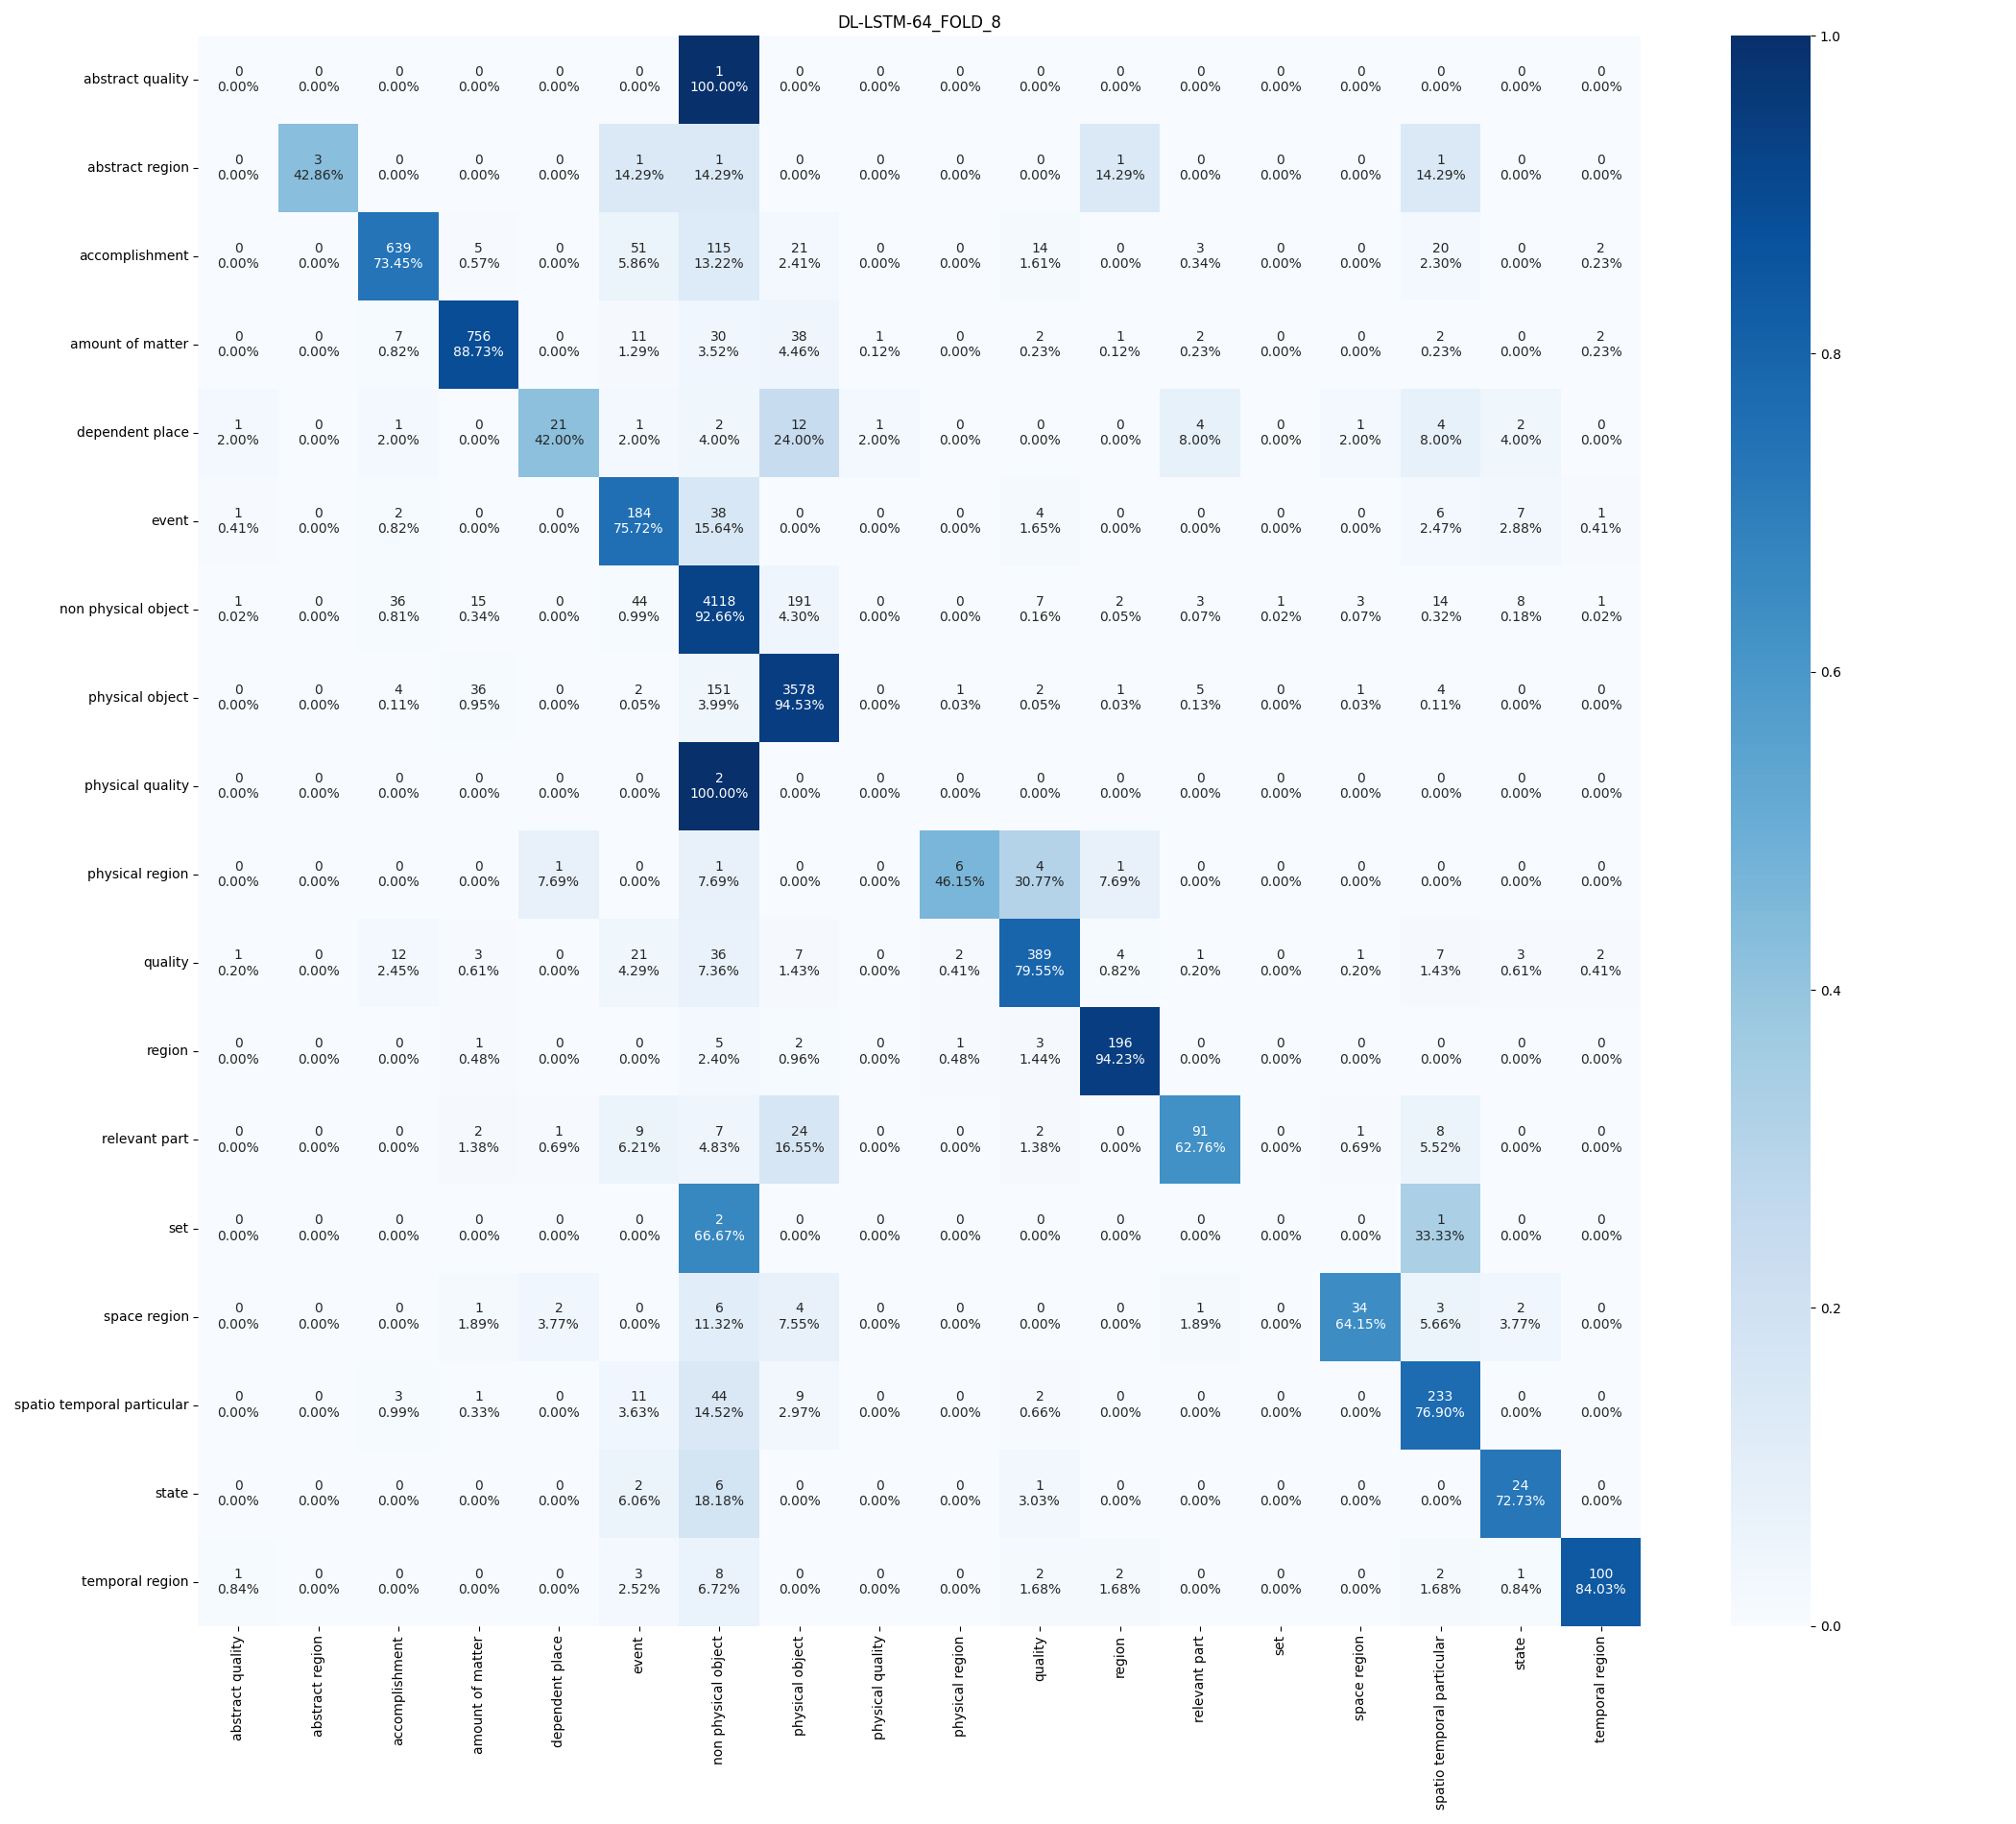 DL-LSTM-64_FOLD_8
abstract quality
0 0 0 0 0 0 1 0 0 0 0 0 0 0 0 0 0 0
0.00% 0.00% 0.00% 0.00% 0.00% 0.00% 100.00% 0.00% 0.00% 0.00% 0.00% 0.00% 0.00% 0.00% 0.00% 0.00% 0.00% 0.00%
abstract region
0 3 0 0 0 1 1 0 0 0 0 1 0 0 0 1 0 0
0.00% 42.86% 0.00% 0.00% 0.00% 14.29% 14.29% 0.00% 0.00% 0.00% 0.00% 14.29% 0.00% 0.00% 0.00% 14.29% 0.00% 0.00%
accomplishment
0 0 639 5 0 51 115 21 0 0 14 0 3 0 0 20 0 2
0.00% 0.00% 73.45% 0.57% 0.00% 5.86% 13.22% 2.41% 0.00% 0.00% 1.61% 0.00% 0.34% 0.00% 0.00% 2.30% 0.00% 0.23%
amount of matter
0 0 7 756 0 11 30 38 1 0 2 1 2 0 0 2 0 2
0.00% 0.00% 0.82% 88.73% 0.00% 1.29% 3.52% 4.46% 0.12% 0.00% 0.23% 0.12% 0.23% 0.00% 0.00% 0.23% 0.00% 0.23%
dependent place
1 0 1 0 21 1 2 12 1 0 0 0 4 0 1 4 2 0
2.00% 0.00% 2.00% 0.00% 42.00% 2.00% 4.00% 24.00% 2.00% 0.00% 0.00% 0.00% 8.00% 0.00% 2.00% 8.00% 4.00% 0.00%
event
1 0 2 0 0 184 38 0 0 0 4 0 0 0 0 6 7 1
0.41% 0.00% 0.82% 0.00% 0.00% 75.72% 15.64% 0.00% 0.00% 0.00% 1.65% 0.00% 0.00% 0.00% 0.00% 2.47% 2.88% 0.41%
non physical object
1 0 36 15 0 44 4118 191 0 0 7 2 3 1 3 14 8 1
0.02% 0.00% 0.81% 0.34% 0.00% 0.99% 92.66% 4.30% 0.00% 0.00% 0.16% 0.05% 0.07% 0.02% 0.07% 0.32% 0.18% 0.02%
physical object
0 0 4 36 0 2 151 3578 0 1 2 1 5 0 1 4 0 0
0.00% 0.00% 0.11% 0.95% 0.00% 0.05% 3.99% 94.53% 0.00% 0.03% 0.05% 0.03% 0.13% 0.00% 0.03% 0.11% 0.00% 0.00%
physical quality
0 0 0 0 0 0 2 0 0 0 0 0 0 0 0 0 0 0
0.00% 0.00% 0.00% 0.00% 0.00% 0.00% 100.00% 0.00% 0.00% 0.00% 0.00% 0.00% 0.00% 0.00% 0.00% 0.00% 0.00% 0.00%
physical region
0 0 0 0 1 0 1 0 0 6 4 1 0 0 0 0 0 0
0.00% 0.00% 0.00% 0.00% 7.69% 0.00% 7.69% 0.00% 0.00% 46.15% 30.77% 7.69% 0.00% 0.00% 0.00% 0.00% 0.00% 0.00%
quality
1 0 12 3 0 21 36 7 0 2 389 4 1 0 1 7 3 2
0.20% 0.00% 2.45% 0.61% 0.00% 4.29% 7.36% 1.43% 0.00% 0.41% 79.55% 0.82% 0.20% 0.00% 0.20% 1.43% 0.61% 0.41%
region
0 0 0 1 0 0 5 2 0 1 3 196 0 0 0 0 0 0
0.00% 0.00% 0.00% 0.48% 0.00% 0.00% 2.40% 0.96% 0.00% 0.48% 1.44% 94.23% 0.00% 0.00% 0.00% 0.00% 0.00% 0.00%
relevant part
0 0 0 2 1 9 7 24 0 0 2 0 91 0 1 8 0 0
0.00% 0.00% 0.00% 1.38% 0.69% 6.21% 4.83% 16.55% 0.00% 0.00% 1.38% 0.00% 62.76% 0.00% 0.69% 5.52% 0.00% 0.00%
set
0 0 0 0 0 0 2 0 0 0 0 0 0 0 0 1 0 0
0.00% 0.00% 0.00% 0.00% 0.00% 0.00% 66.67% 0.00% 0.00% 0.00% 0.00% 0.00% 0.00% 0.00% 0.00% 33.33% 0.00% 0.00%
space region
0 0 0 1 2 0 6 4 0 0 0 0 1 0 34 3 2 0
0.00% 0.00% 0.00% 1.89% 3.77% 0.00% 11.32% 7.55% 0.00% 0.00% 0.00% 0.00% 1.89% 0.00% 64.15% 5.66% 3.77% 0.00%
spatio temporal particular
0 0 3 1 0 11 44 9 0 0 2 0 0 0 0 233 0 0
0.00% 0.00% 0.99% 0.33% 0.00% 3.63% 14.52% 2.97% 0.00% 0.00% 0.66% 0.00% 0.00% 0.00% 0.00% 76.90% 0.00% 0.00%
state
0 0 0 0 0 2 6 0 0 0 1 0 0 0 0 0 24 0
0.00% 0.00% 0.00% 0.00% 0.00% 6.06% 18.18% 0.00% 0.00% 0.00% 3.03% 0.00% 0.00% 0.00% 0.00% 0.00% 72.73% 0.00%
temporal region
1 0 0 0 0 3 8 0 0 0 2 2 0 0 0 2 1 100
0.84% 0.00% 0.00% 0.00% 0.00% 2.52% 6.72% 0.00% 0.00% 0.00% 1.68% 1.68% 0.00% 0.00% 0.00% 1.68% 0.84% 84.03%
abstract quality
abstract region
accomplishment
amount of matter
dependent place
event
non physical object
physical object
physical quality
physical region
quality
region
relevant part
set
space region
spatio temporal particular
state
temporal region
1.0
0.8
0.6
0.4
0.2
0.0